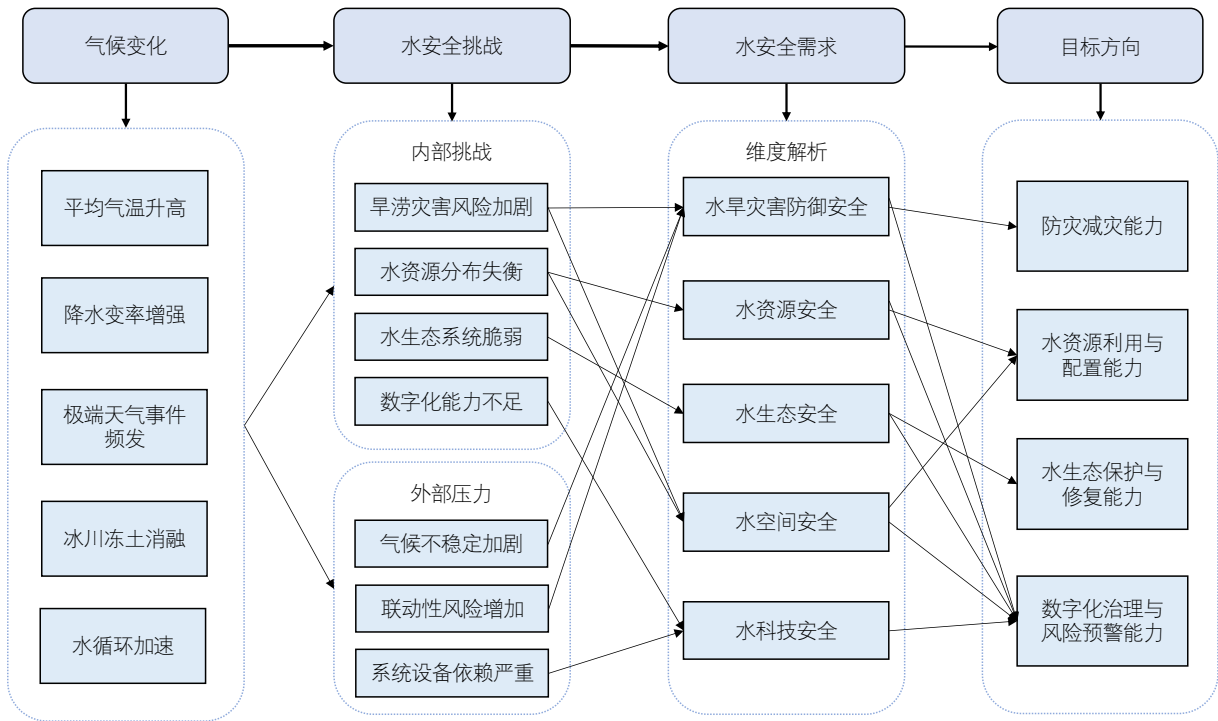 气候变化
水安全挑战
水安全需求
目标方向
平均气温升高
降水变率增强
极端天气事件
频发
冰川冻土消融
水循环加速
内部挑战
旱涝灾害风险加剧
水资源分布失衡
水生态系统脆弱
数字化能力不足
外部压力
气候不稳定加剧
联动性风险增加
系统设备依赖严重
维度解析
水旱灾害防御安全
水资源安全
水生态安全
水空间安全
水科技安全
防灾减灾能力
水资源利用与
配置能力
水生态保护与
修复能力
数字化治理与
风险预警能力